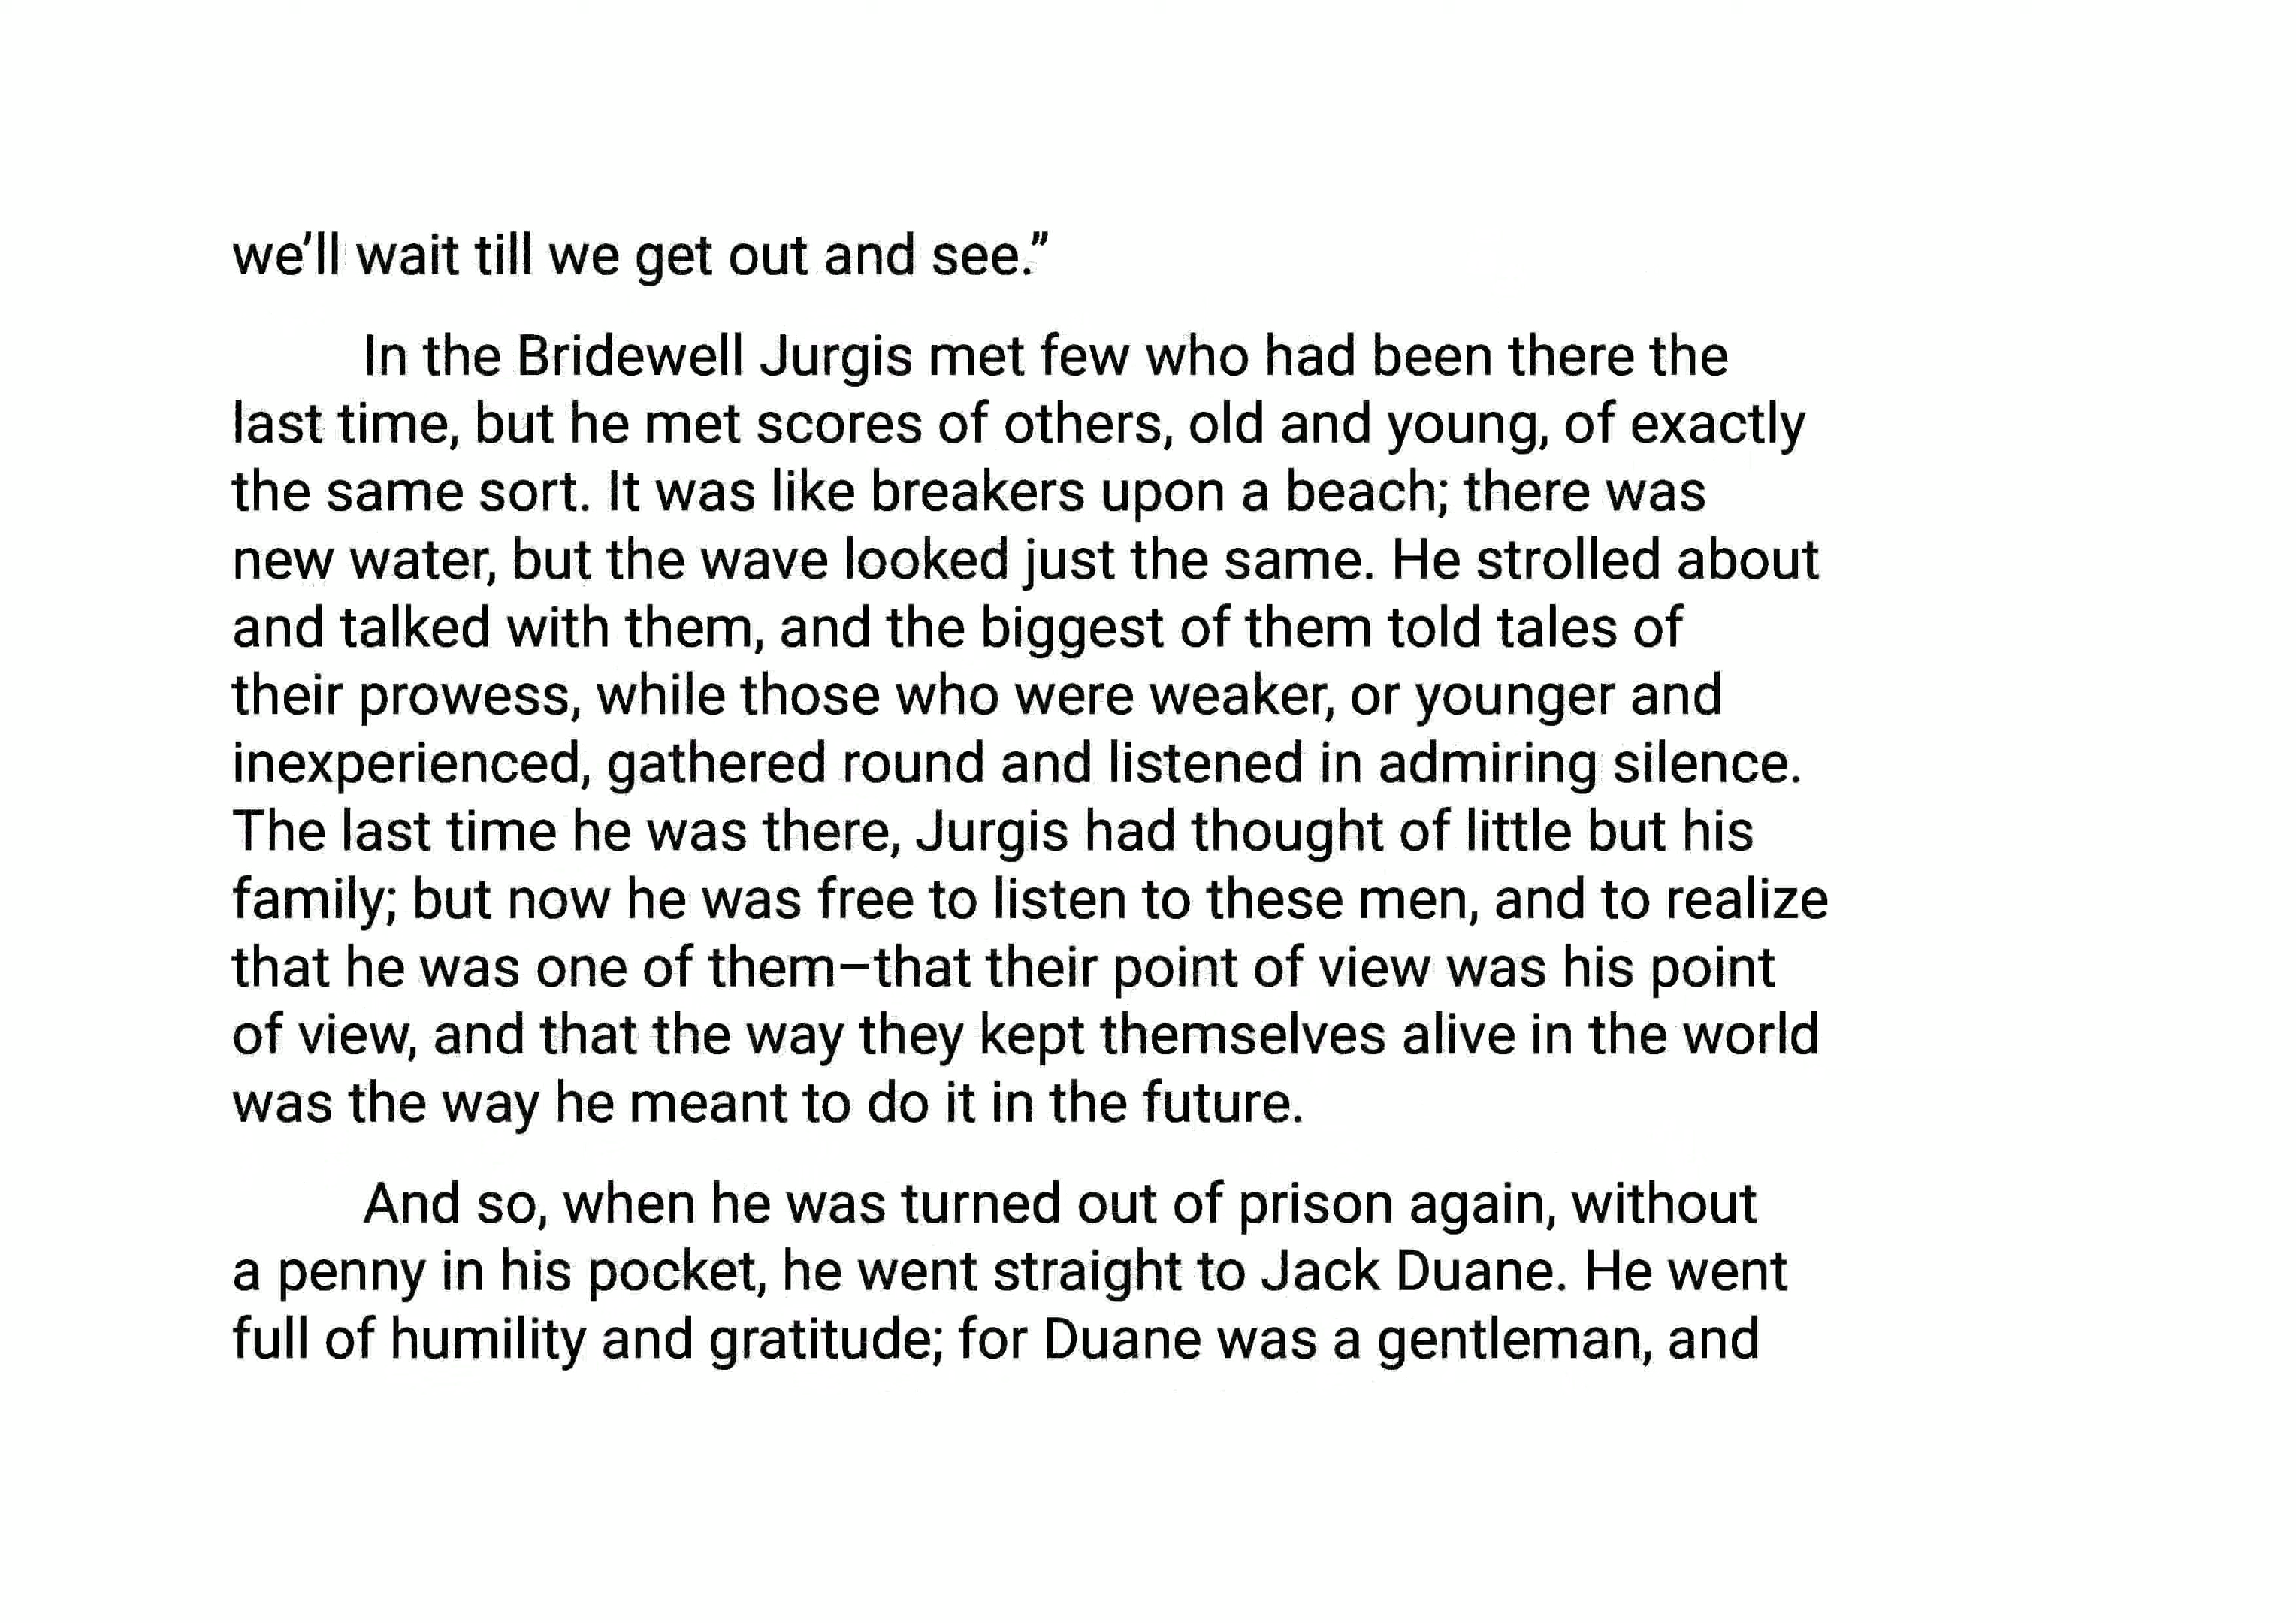 we’ll wait till we get out and see.”
In the Bridewell Jurgis met few who had been there the
last time, but he met scores of others, old and young, of exactly
the same sort. It was like breakers upon a beach; there was
new water, but the wave looked just the same. He strolled about
and talked with them, and the biggest of them told tales of
their prowess, while those who were weaker, or younger and
inexperienced, gathered round and listened in admiring silence.
The last time he was there, Jurgis had thought of little but his
family; but now he was free to listen to these men, and to realize
that he was one of them–that their point of view was his point
of view, and that the way they kept themselves alive in the world
was the way he meant to do it in the future.
And so, when he was turned out of prison again, without
a penny in his pocket, he went straight to Jack Duane. He went
full of humility and gratitude; for Duane was a gentleman, and